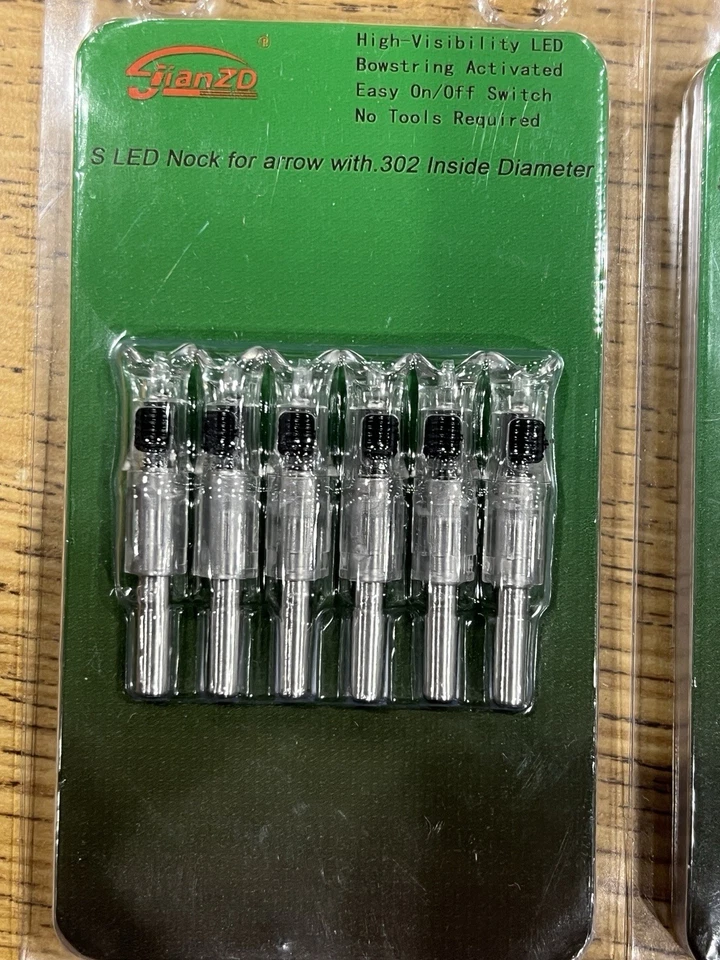 SJianZD
®
High-Visibility LED
Bowstring Activated
Easy On/Off Switch
No Tools Required
S LED Nock for arrow with.302 Inside Diameter